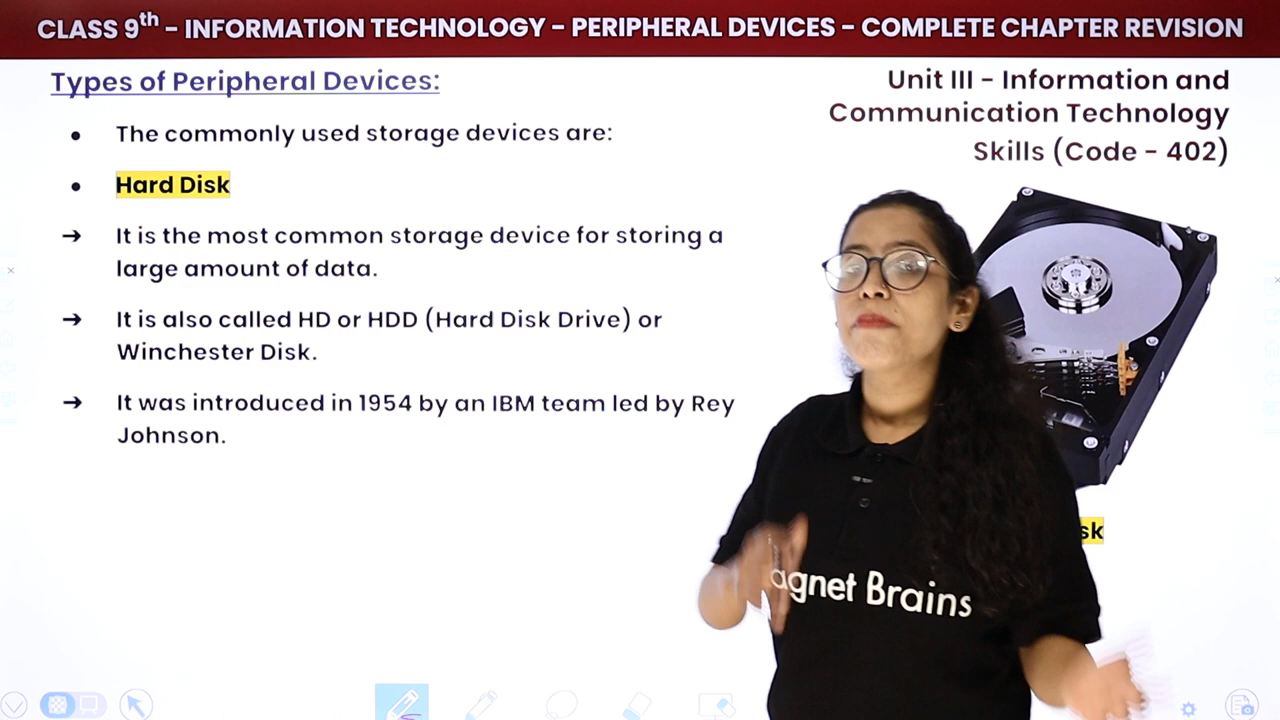 CLASS 9th – INFORMATION TECHNOLOGY – PERIPHERAL DEVICES – COMPLETE CHAPTER REVISION
Types of Peripheral Devices:
Unit III – Information and
Communication Technology
Skills (Code - 402)
• The commonly used storage devices are:
• Hard Disk
→ It is the most common storage device for storing a
large amount of data.
→ It is also called HD or HDD (Hard Disk Drive) or
Winchester Disk.
→ It was introduced in 1954 by an IBM team led by Rey
Johnson.
sk
agnet Brains